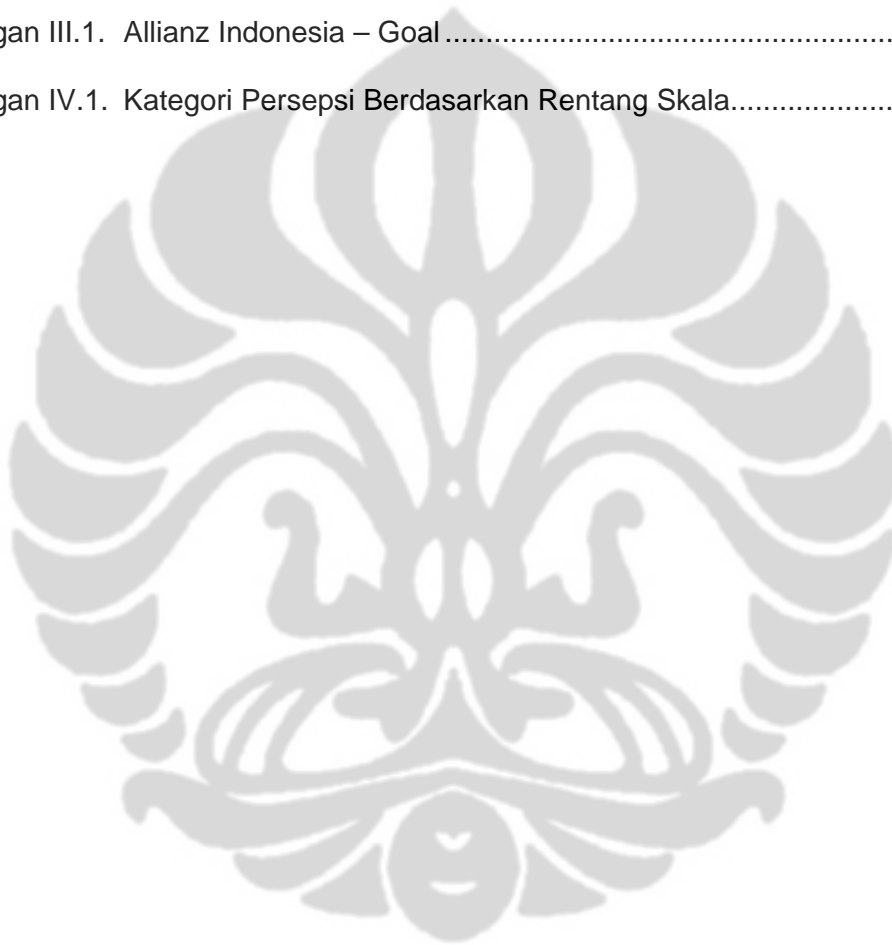 gan III.1. Allianz Indonesia – Goal........................................................
gan IV.1. Kategori Persepsi Berdasarkan Rentang Skala....................